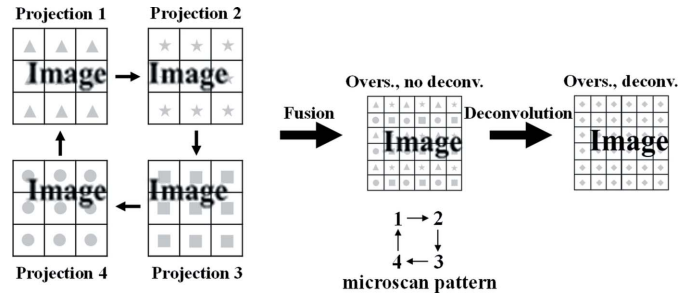 Projection 1
Projection 2
Image
Image
Overs., no deconv.
Overs., deconv.
Fusion
Deconvolution
Image
Image
Image
Image
1 2
4 3
Projection 4
Projection 3
microscan pattern